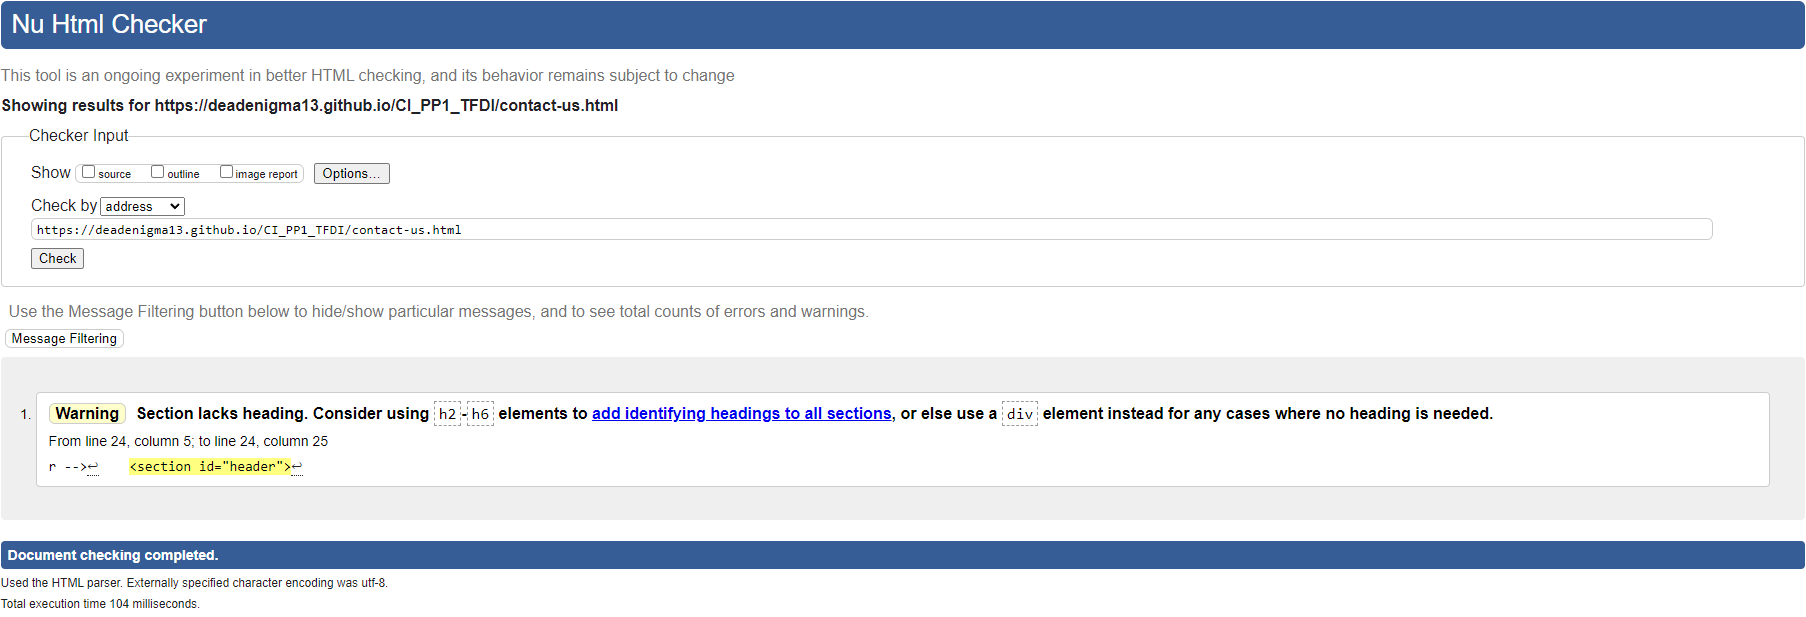 Nu Html Checker
This tool is an ongoing experiment in better HTML checking, and its behavior remains subject to change
Showing results for https://deadenigma13.github.io/CI_PP1_TFDI/contact-us.html
Checker Input
Show source outline image report Options...
Check by address
https://deadenigma13.github.io/CI_PP1_TFDI/contact-us.html
Check
Use the Message Filtering button below to hide/show particular messages, and to see total counts of errors and warnings.
Message Filtering
1. Warning Section lacks heading. Consider using h2-h6 elements to add identifying headings to all sections, or else use a div element instead for any cases where no heading is needed.
From line 24, column 5; to line 24, column 25
r -->↩ <section id="header">↩
Document checking completed.
Used the HTML parser. Externally specified character encoding was utf-8.
Total execution time 104 milliseconds.